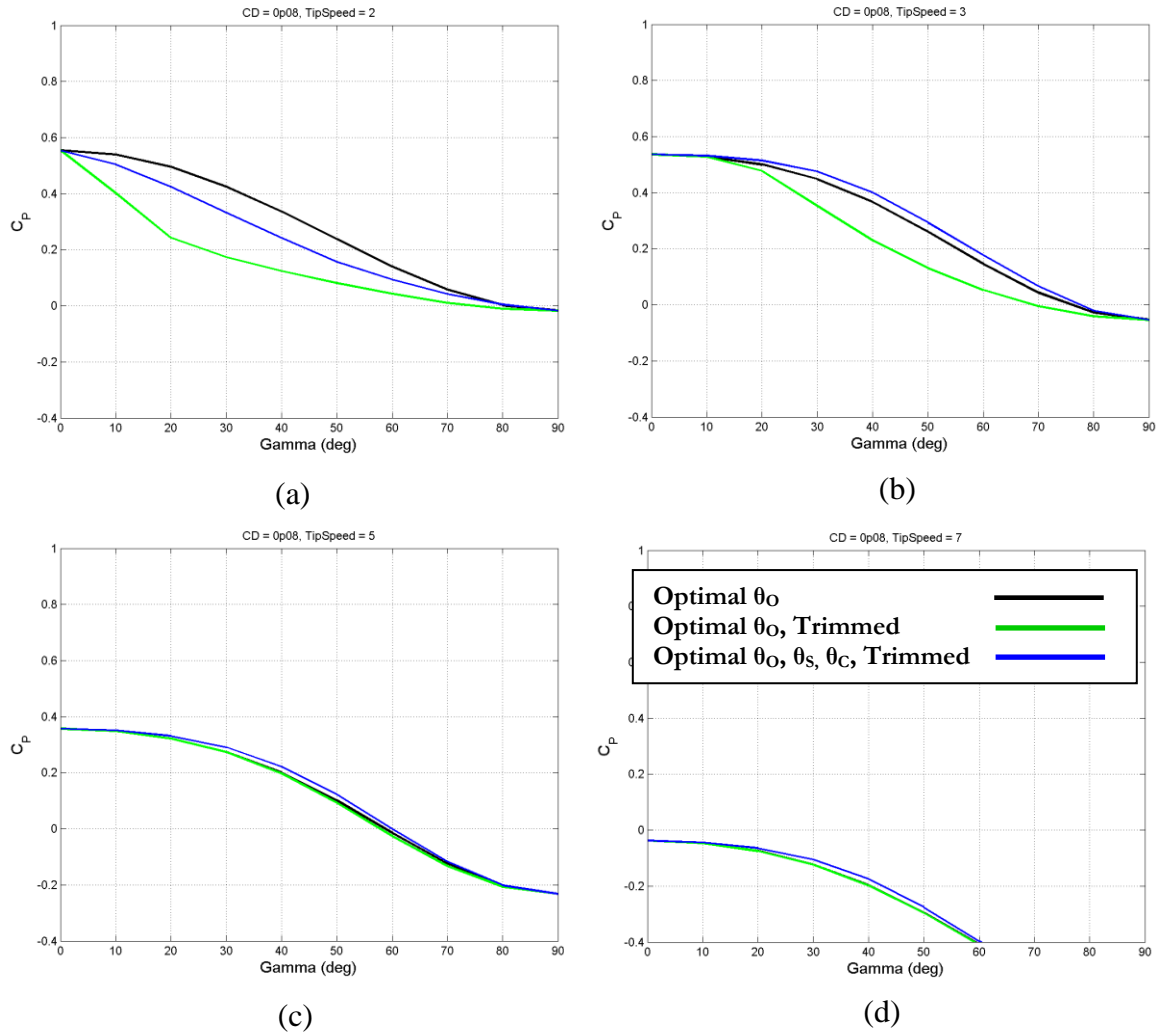 CD = 0p08, TipSpeed = 2
1
0.8
0.6
0.4
0.2
0
-0.2
-0.4
C_P
0 10 20 30 40 50 60 70 80 90
Gamma (deg)
(a)
CD = 0p08, TipSpeed = 3
1
0.8
0.6
0.4
0.2
0
-0.2
-0.4
C_P
0 10 20 30 40 50 60 70 80 90
Gamma (deg)
(b)
CD = 0p08, TipSpeed = 5
1
0.8
0.6
0.4
0.2
0
-0.2
-0.4
C_P
0 10 20 30 40 50 60 70 80 90
Gamma (deg)
(c)
CD = 0p08, TipSpeed = 7
1
Optimal θO
Optimal θO, Trimmed
Optimal θO, θS, θC, Trimmed
0.4
0.2
0
-0.2
-0.4
C_P
0 10 20 30 40 50 60 70 80 90
Gamma (deg)
(d)